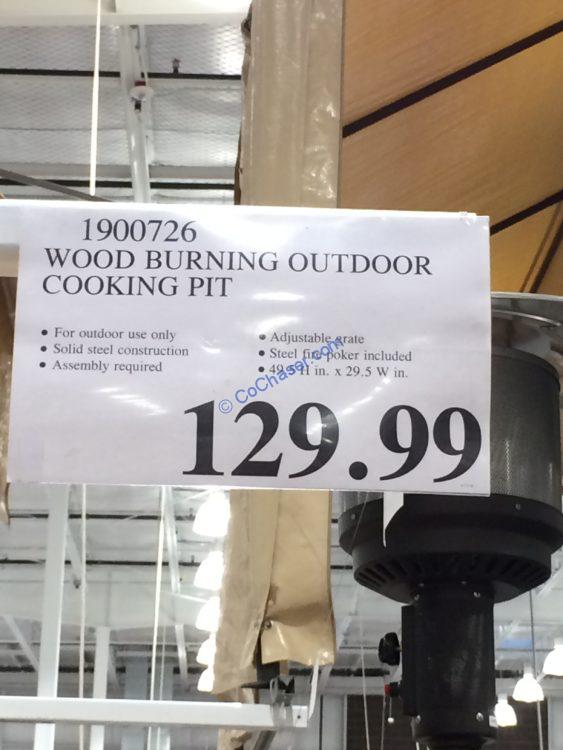 1900726
WOOD BURNING OUTDOOR
COOKING PIT
• For outdoor use only
• Solid steel construction
• Assembly required
• Adjustable grate
• Steel fire poker included
• H in. x 29.5 W in.
© CoChaser.com
129.99